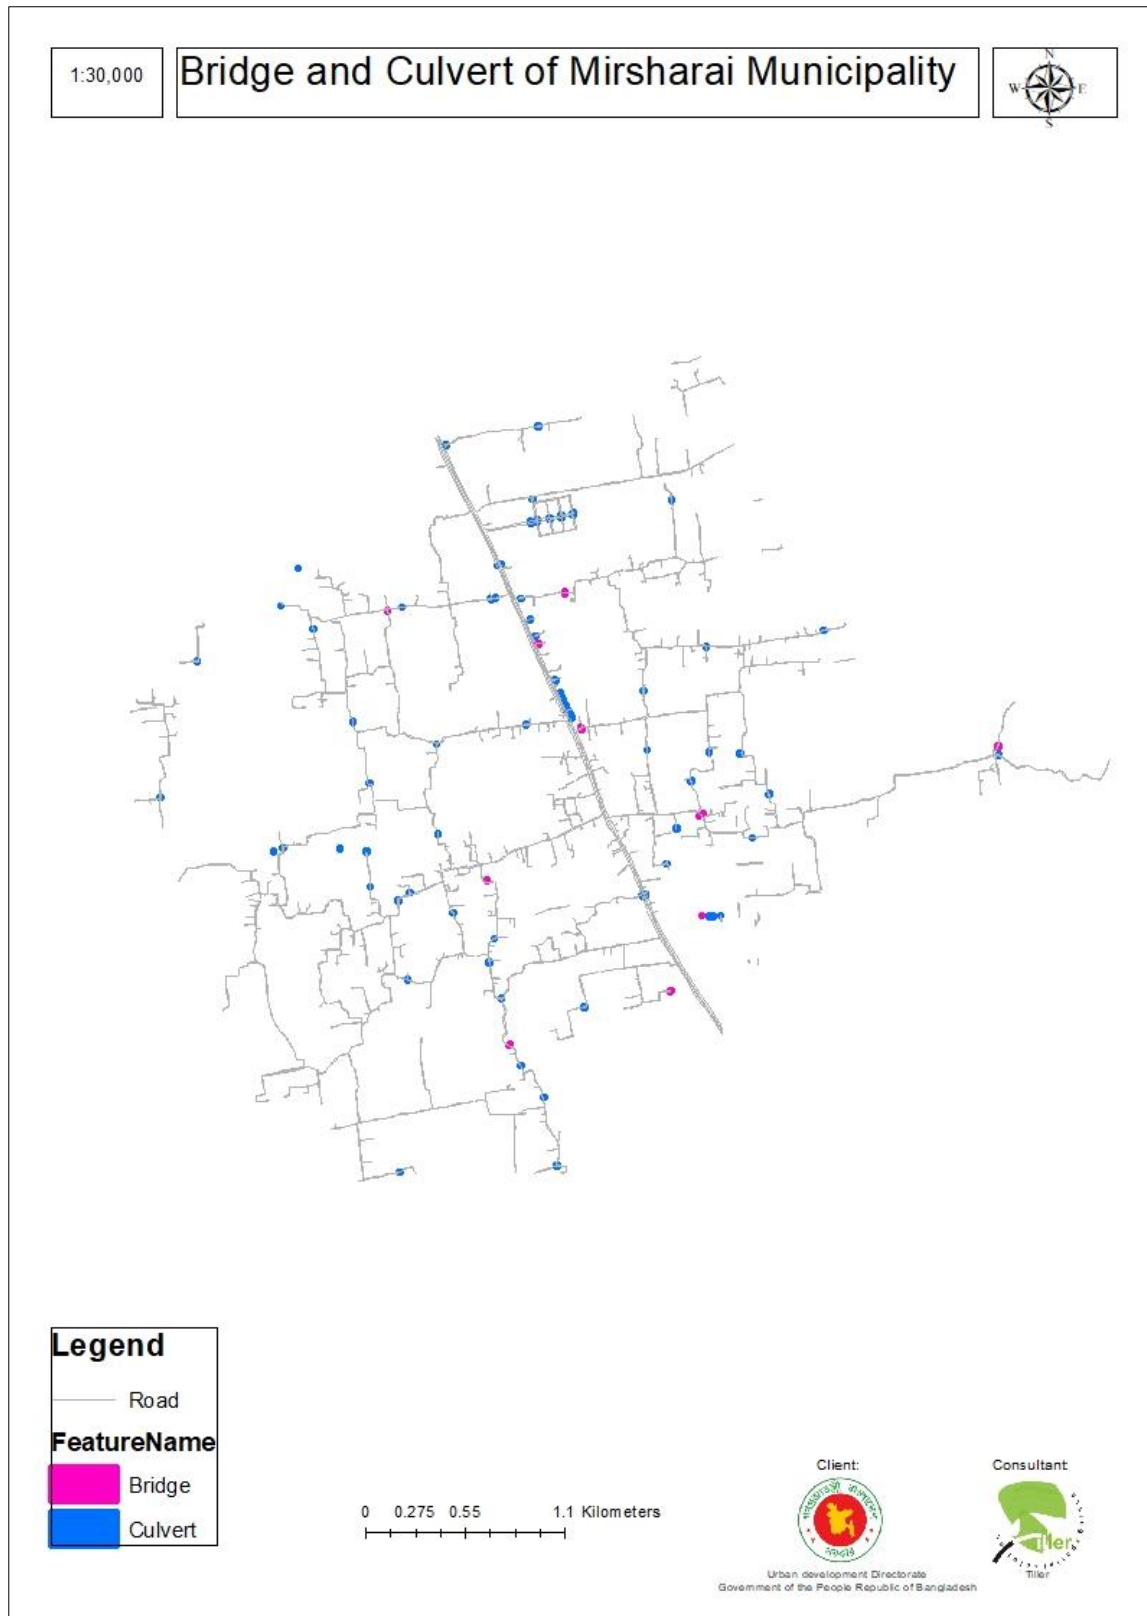 1:30,000
Bridge and Culvert of Mirsharai Municipality
N
W E
S
Legend
Road
FeatureName
Bridge
Culvert
0 0.275 0.55 1.1 Kilometers
Client:
Consultant:
Tiller
Urban development Directorate
Government of the People Republic of Bangladesh
Tiller